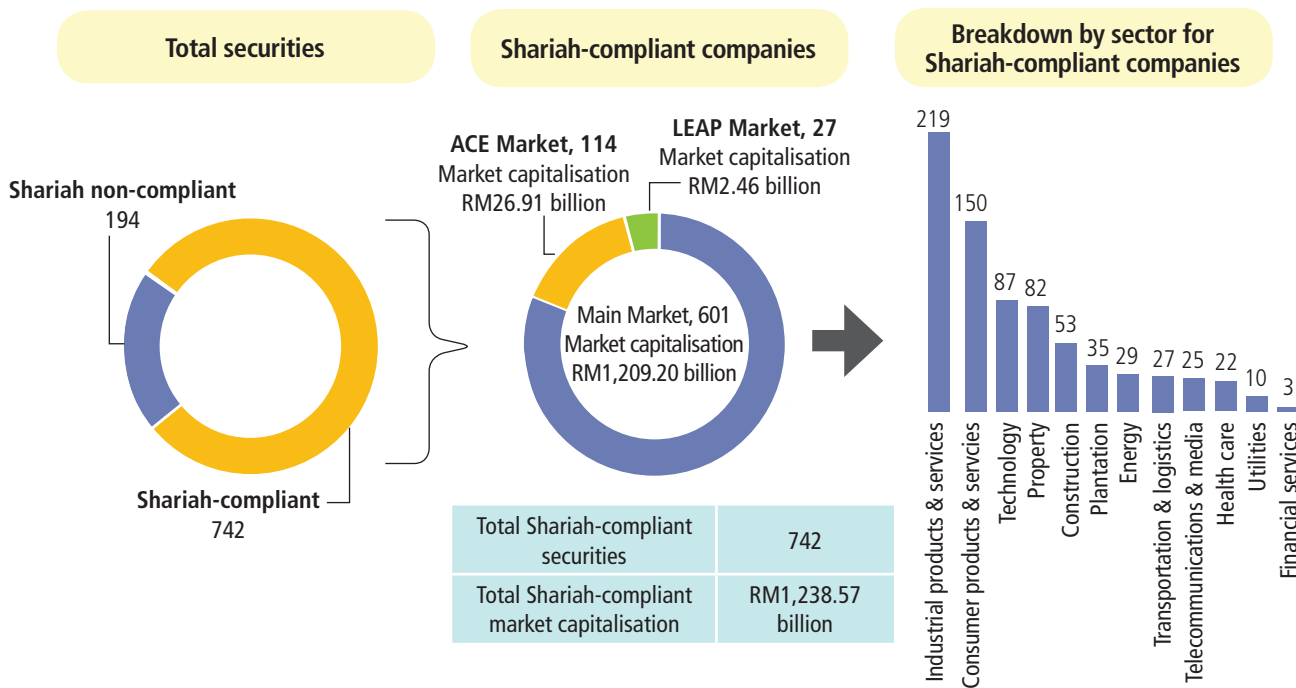 Total securities
Shariah-compliant companies
Breakdown by sector for
Shariah-compliant companies
Shariah non-compliant
194
Shariah-compliant
742
ACE Market, 114
Market capitalisation
RM26.91 billion
LEAP Market, 27
Market capitalisation
RM2.46 billion
Main Market, 601
Market capitalisation
RM1,209.20 billion
Total Shariah-compliant
securities
742
Total Shariah-compliant
market capitalisation
RM1,238.57
billion
219
150
87
82
53
35
29
27
25
22
10
3
Industrial products & services
Consumer products & servcies
Technology
Property
Construction
Plantation
Energy
Transportation & logistics
Telecommunications & media
Health care
Utilities
Financial services